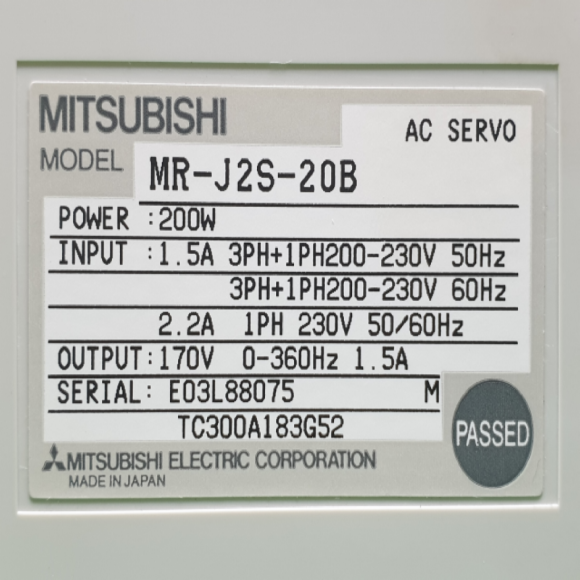 MITSUBISHI
AC SERVO
MODEL MR-J2S-20B
POWER :200W
INPUT :1.5A 3PH+1PH200-230V 50Hz
3PH+1PH200-230V 60Hz
2.2A 1PH 230V 50/60Hz
OUTPUT:170V 0-360Hz 1.5A
SERIAL: E03L88075 M
TC300A183G52
PASSED
MITSUBISHI ELECTRIC CORPORATION
MADE IN JAPAN